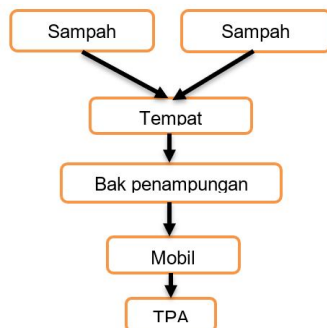 Sampah
Sampah
Tempat
Bak penampungan
Mobil
TPA